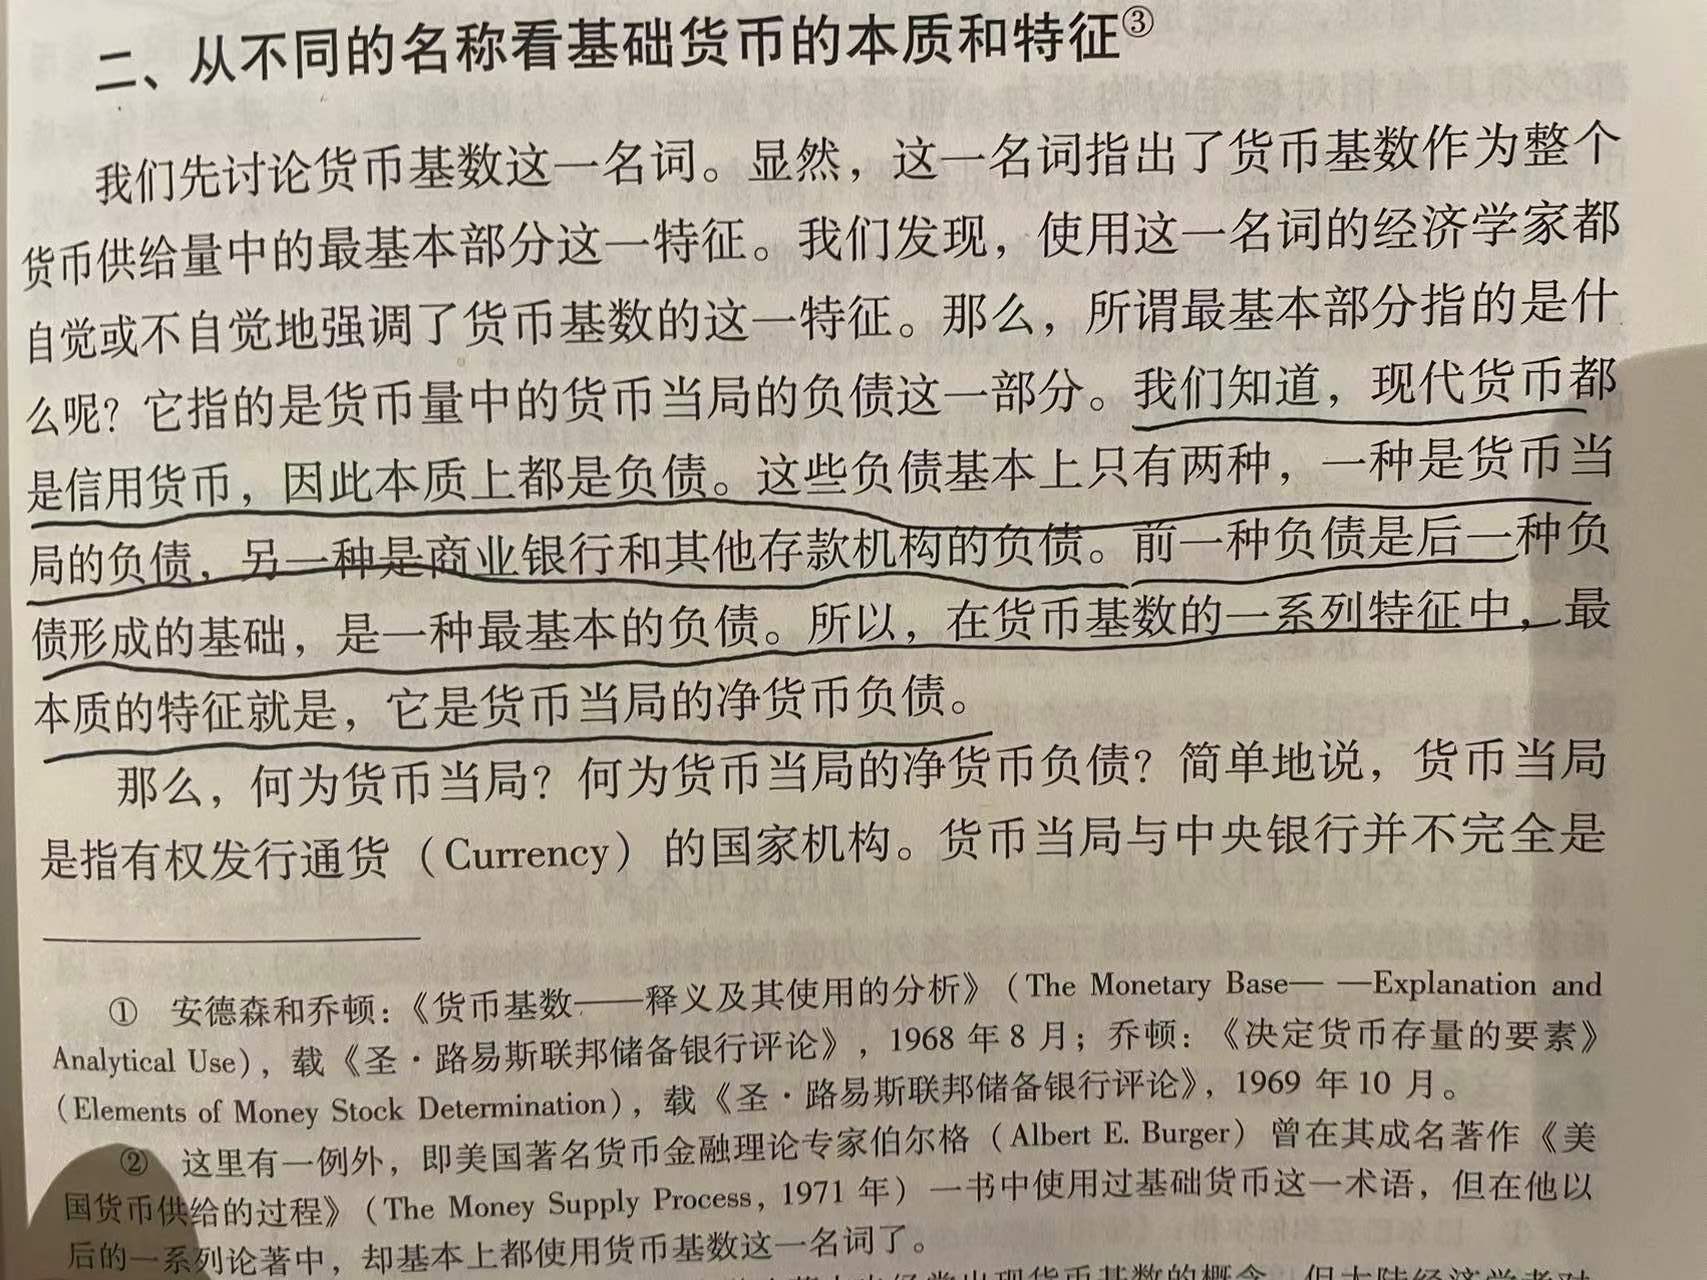 二、从不同的名称看基础货币的本质和特征③
我们先讨论货币基数这一名词。显然，这一名词指出了货币基数作为整个
货币供给量中的最基本部分这一特征。我们发现，使用这一名词的经济学家都
自觉或不自觉地强调了货币基数的这一特征。那么，所谓最基本部分指的是什
么呢？它指的是货币量中的货币当局的负债这一部分。我们知道，现代货币都
是信用货币，因此本质上都是负债。这些负债基本上只有两种，一种是货币当
局的负债，另一种是商业银行和其他存款机构的负债。前一种负债是后一种负
债形成的基础，是一种最基本的负债。所以，在货币基数的一系列特征中，最
本质的特征就是，它是货币当局的净货币负债。
那么，何为货币当局？何为货币当局的净货币负债？简单地说，货币当局
是指有权发行通货（Currency）的国家机构。货币当局与中央银行并不完全是
① 安德森和乔顿：《货币基数——释义及其使用的分析》（The Monetary Base— —Explanation and
Analytical Use），载《圣·路易斯联邦储备银行评论》，1968 年 8 月；乔顿：《决定货币存量的要素》
（Elements of Money Stock Determination），载《圣·路易斯联邦储备银行评论》，1969 年 10 月。
② 这里有一例外，即美国著名货币金融理论专家伯尔格（Albert E. Burger）曾在其成名著作《美
国货币供给的过程》（The Money Supply Process，1971 年）一书中使用过基础货币这一术语，但在他以
后的一系列论著中，却基本上都使用货币基数这一名词了。
货币基数的概念，但大陆经济学者对